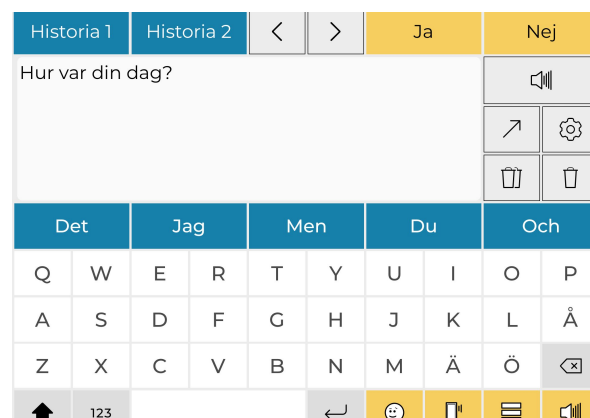 Historia 1 Historia 2 < > Ja Nej
Hur var din dag?
Det Jag Men Du Och
Q W E R T Y U I O P
A S D F G H J K L Å
Z X C V B N M Ä Ö
123